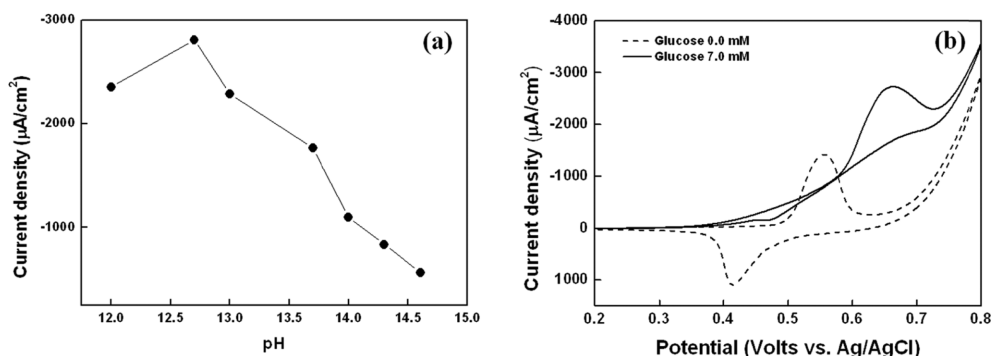 (a)
-3000
-2000
-1000
Current density (μA/cm²)
12.0 12.5 13.0 13.5 14.0 14.5 15.0
pH
(b)
Glucose 0.0 mM
Glucose 7.0 mM
-4000
-3000
-2000
-1000
0
1000
Current density (μA/cm²)
0.2 0.3 0.4 0.5 0.6 0.7 0.8
Potential (Volts vs. Ag/AgCl)